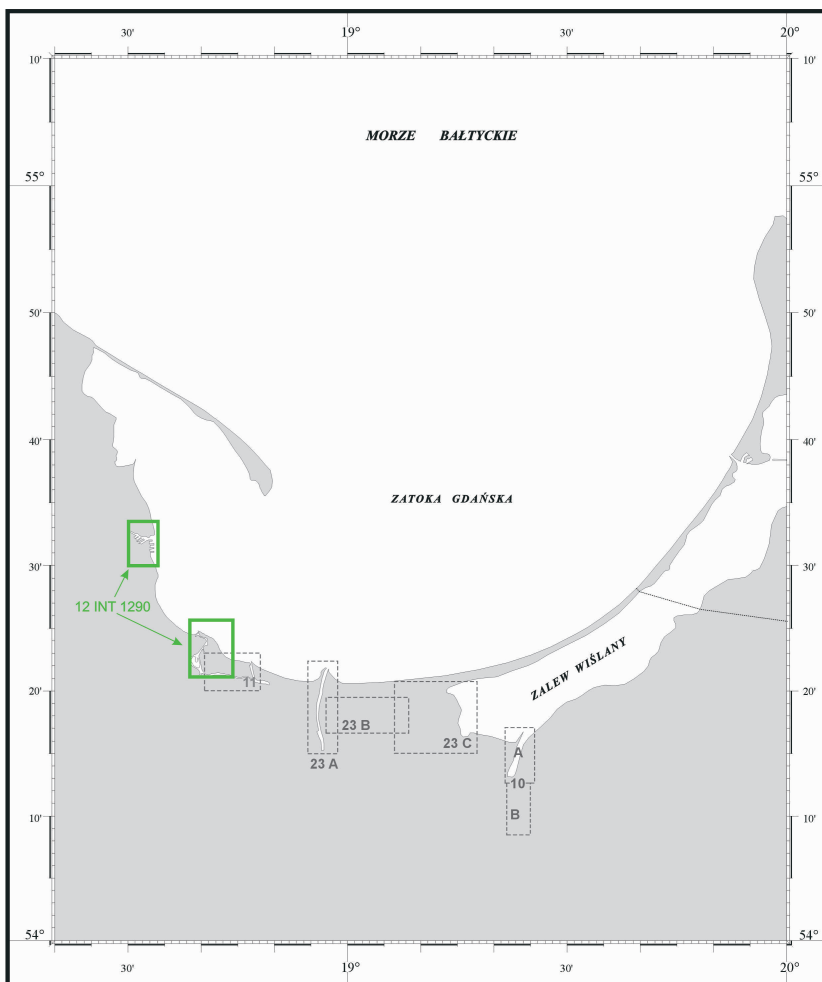 30' 19° 30' 20°
10' 10'
MORZE BAŁTYCKIE
55° 55°
50' 50'
40' 40'
ZATOKA GDAŃSKA
30' 30'
12 INT 1290
ZALEW WIŚLANY
11
20' 20'
23 B
23 C
A
23 A
10
10' B 10'
54° 54°
30' 19° 30' 20°